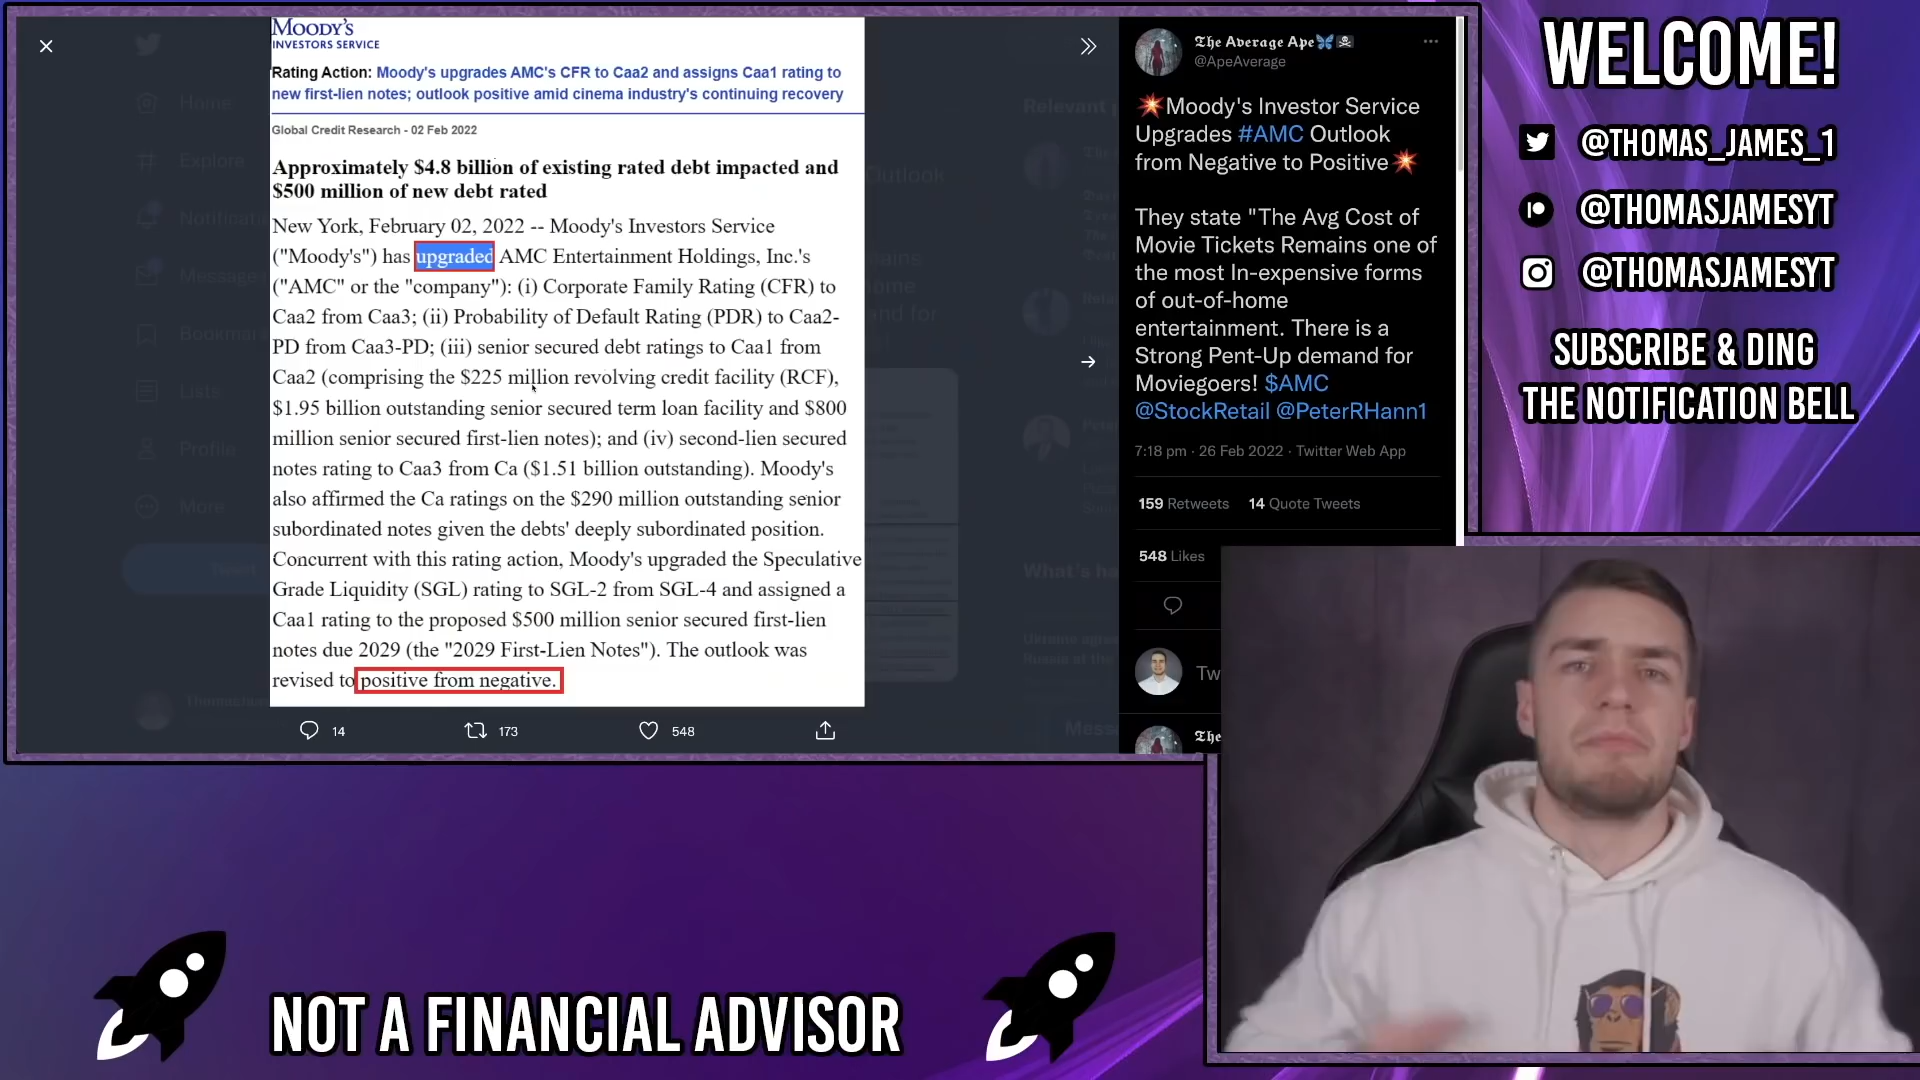 MOODY'S
INVESTORS SERVICE
Rating Action: Moody's upgrades AMC's CFR to Caa2 and assigns Caa1 rating to
new first-lien notes; outlook positive amid cinema industry's continuing recovery
Global Credit Research - 02 Feb 2022
Approximately $4.8 billion of existing rated debt impacted and
$500 million of new debt rated
New York, February 02, 2022 -- Moody's Investors Service
("Moody's") has upgraded AMC Entertainment Holdings, Inc.'s
("AMC" or the "company"): (i) Corporate Family Rating (CFR) to
Caa2 from Caa3; (ii) Probability of Default Rating (PDR) to Caa2-
PD from Caa3-PD; (iii) senior secured debt ratings to Caa1 from
Caa2 (comprising the $225 million revolving credit facility (RCF),
$1.95 billion outstanding senior secured term loan facility and $800
million senior secured first-lien notes); and (iv) second-lien secured
notes rating to Caa3 from Ca ($1.51 billion outstanding). Moody's
also affirmed the Ca ratings on the $290 million outstanding senior
subordinated notes given the debts' deeply subordinated position.
Concurrent with this rating action, Moody's upgraded the Speculative
Grade Liquidity (SGL) rating to SGL-2 from SGL-4 and assigned a
Caa1 rating to the proposed $500 million senior secured first-lien
notes due 2029 (the "2029 First-Lien Notes"). The outlook was
revised to positive from negative.
14
173
548
Home
Explore
Messages
Lists
Profile
More
Tweet
The Average Ape
@ApeAverage
Moody's Investor Service
Upgrades #AMC Outlook
from Negative to Positive
They state "The Avg Cost of
Movie Tickets Remains one of
the most In-expensive forms
of out-of-home
entertainment. There is a
Strong Pent-Up demand for
Moviegoers! $AMC
@StockRetail @PeterRHann1
7:18 pm · 26 Feb 2022 · Twitter Web App
159 Retweets 14 Quote Tweets
548 Likes
Tw
The
WELCOME!
@THOMAS_JAMES_1
@THOMASJAMESYT
@THOMASJAMESYT
SUBSCRIBE & DING
THE NOTIFICATION BELL
NOT A FINANCIAL ADVISOR